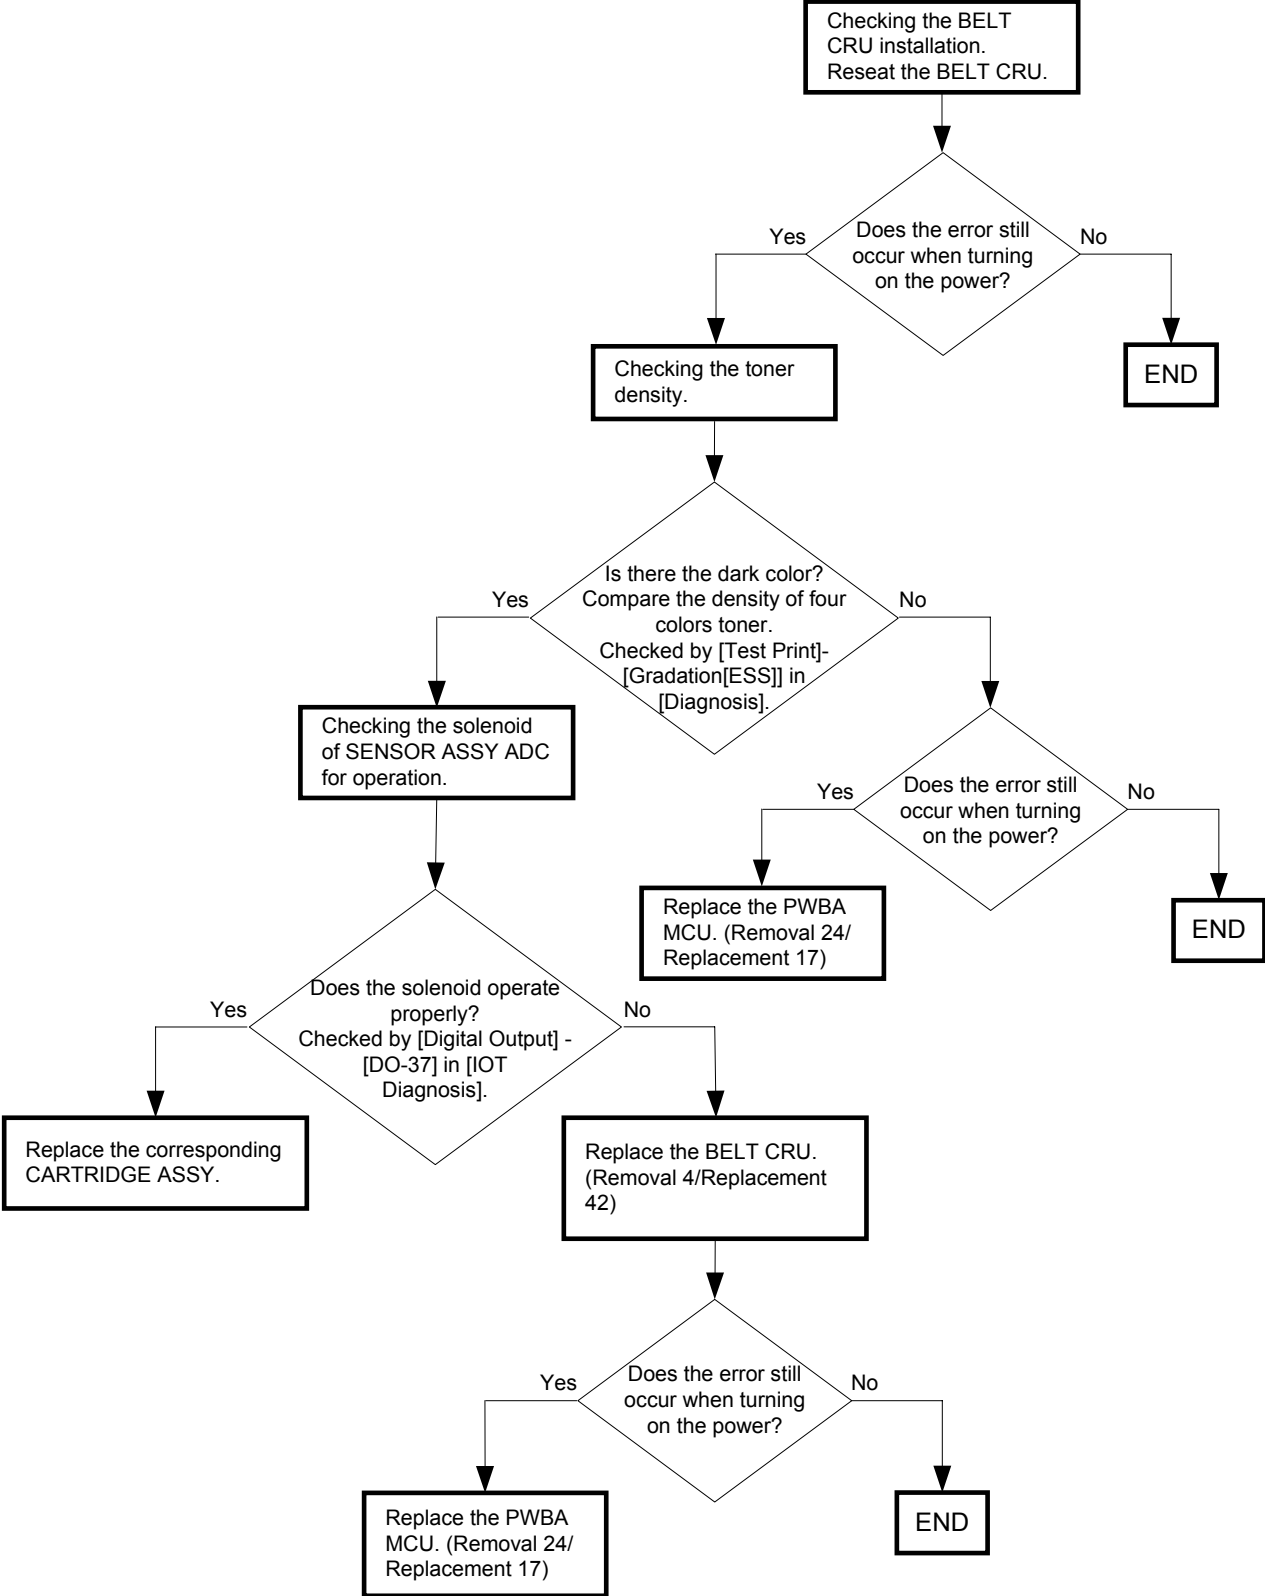 Checking the BELT
CRU installation.
Reseat the BELT CRU.
Does the error still
occur when turning
on the power?
Yes
No
END
Checking the toner
density.
Is there the dark color?
Compare the density of four
colors toner.
Checked by [Test Print]-
[Gradation[ESS]] in
[Diagnosis].
Yes
No
Checking the solenoid
of SENSOR ASSY ADC
for operation.
Does the error still
occur when turning
on the power?
Yes
No
Replace the PWBA
MCU. (Removal 24/
Replacement 17)
END
Does the solenoid operate
properly?
Checked by [Digital Output] -
[DO-37] in [IOT
Diagnosis].
Yes
No
Replace the corresponding
CARTRIDGE ASSY.
Replace the BELT CRU.
(Removal 4/Replacement
42)
Does the error still
occur when turning
on the power?
Yes
No
Replace the PWBA
MCU. (Removal 24/
Replacement 17)
END